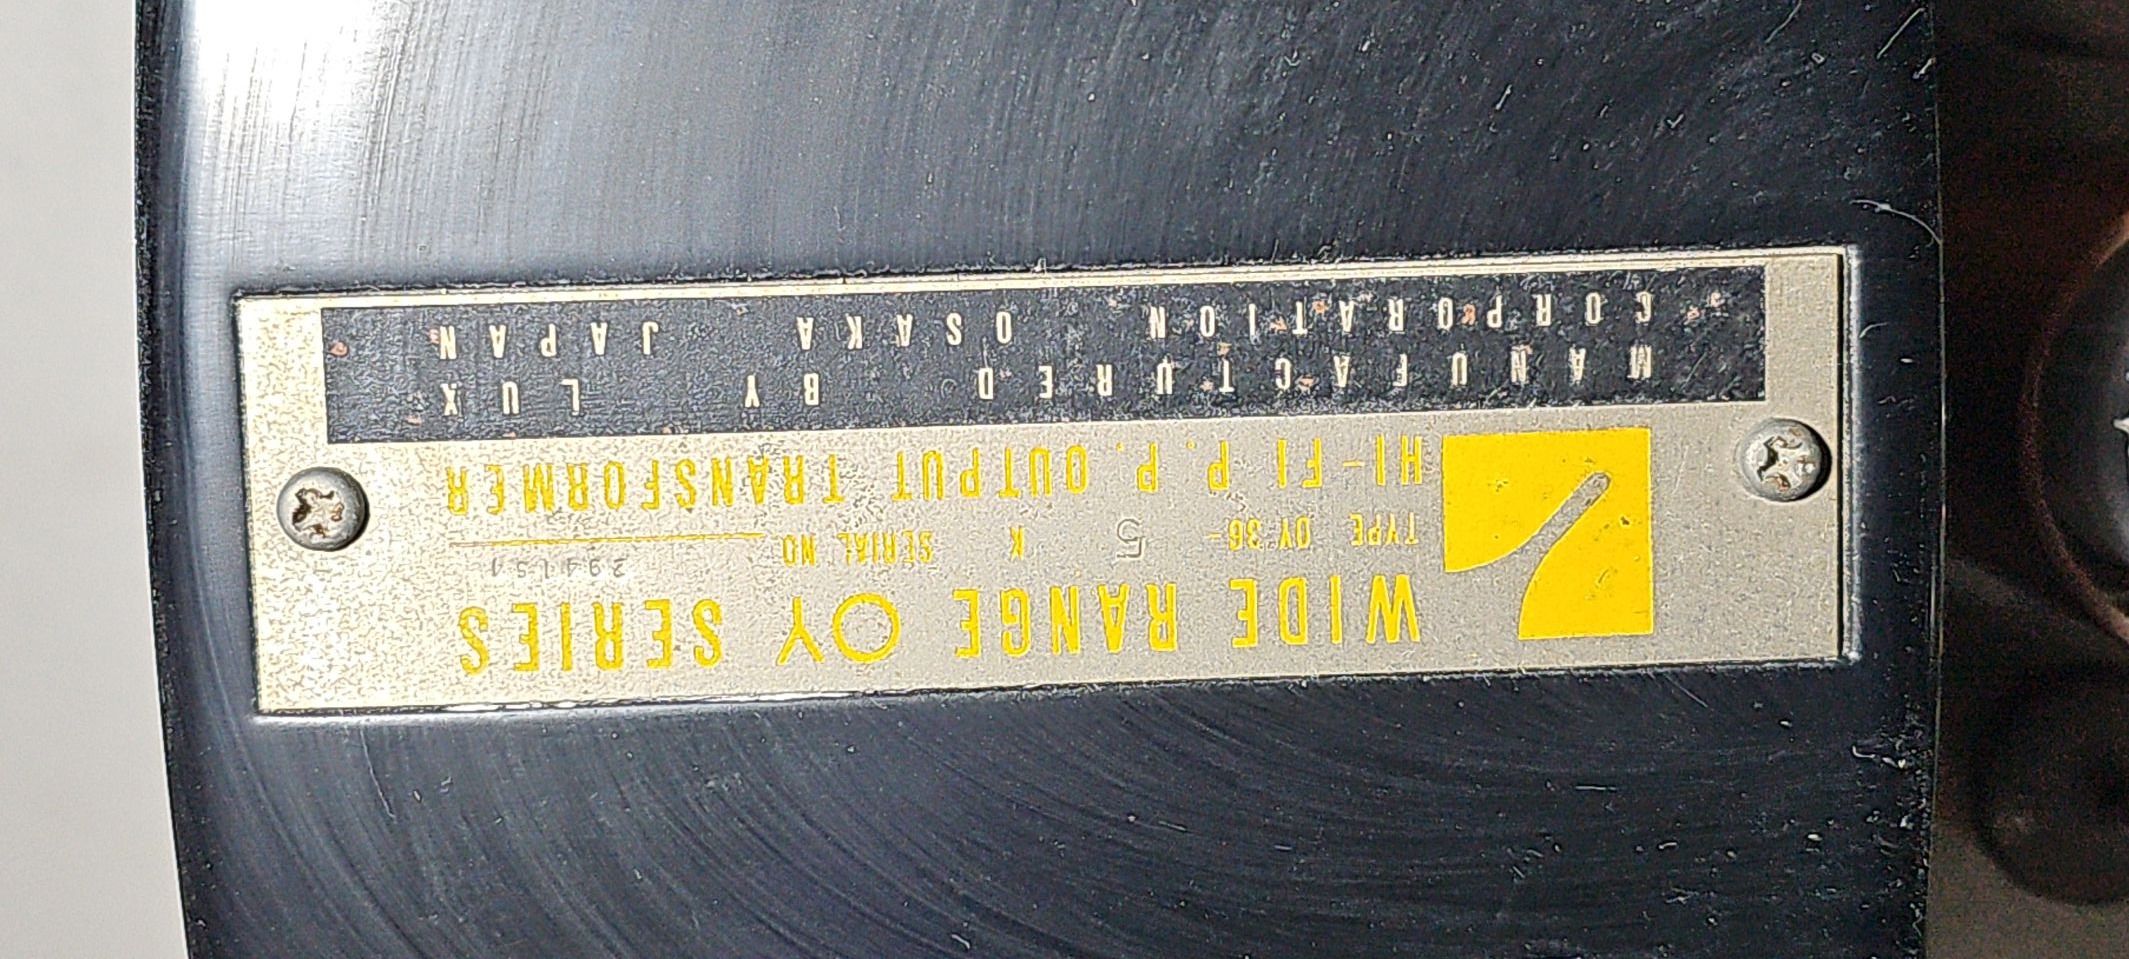 WIDE RANGE OY SERIES
TYPE OY 36- 5 K SERIAL NO
HI-FI P.P. OUTPUT TRANSFORMER
MANUFACTURED BY LUX
CORPORATION OSAKA JAPAN